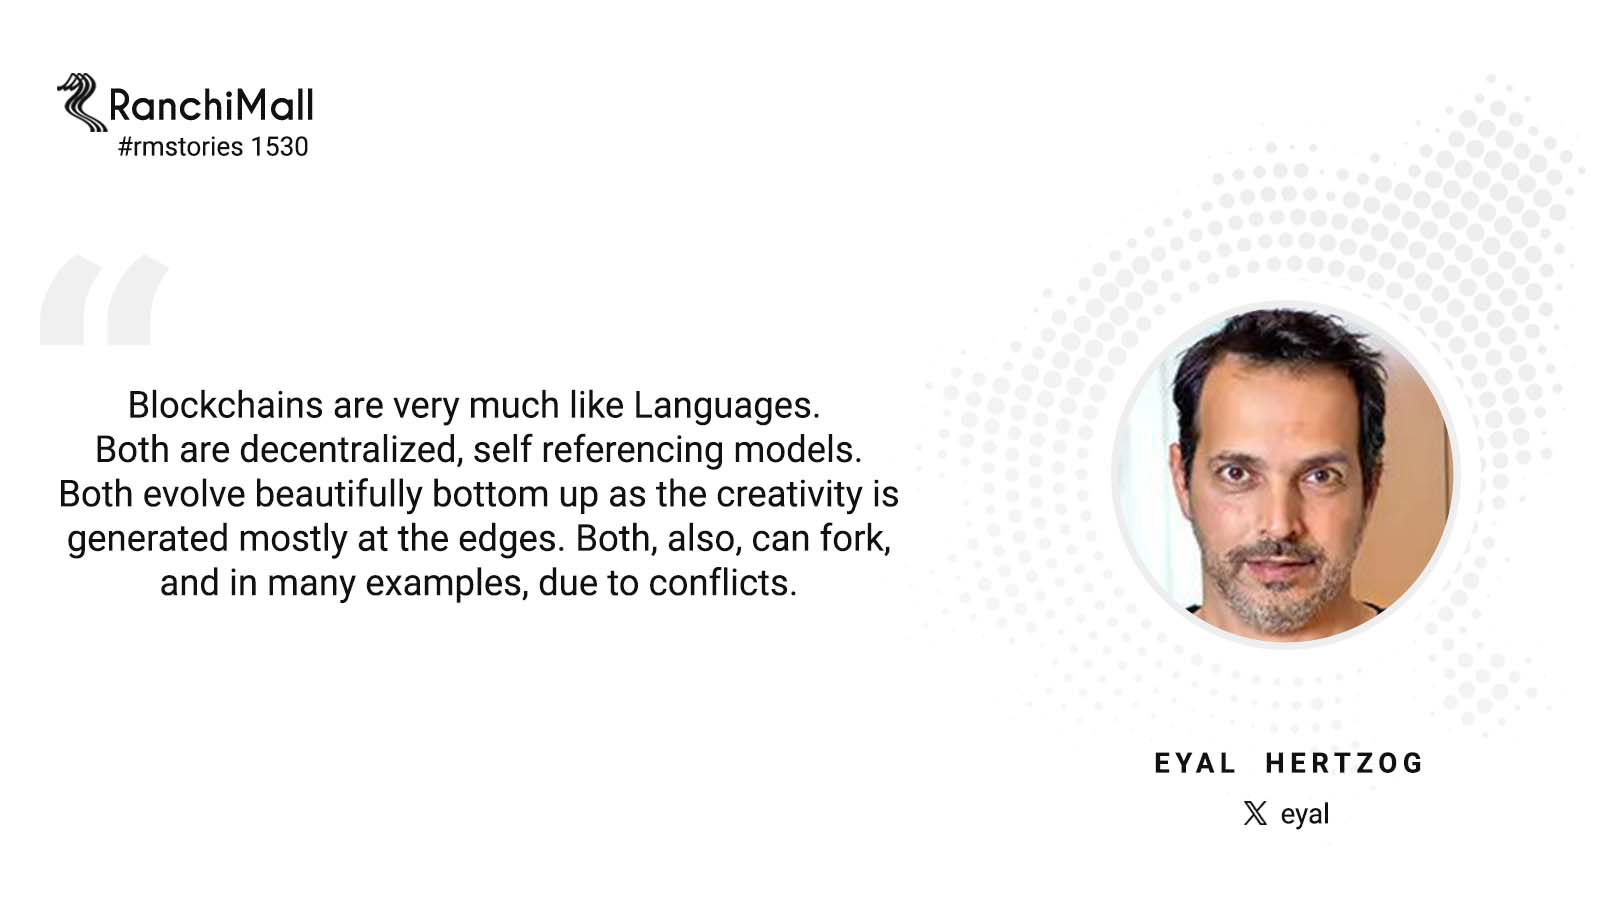 RanchiMall
#rmstories 1530
“
Blockchains are very much like Languages.
Both are decentralized, self referencing models.
Both evolve beautifully bottom up as the creativity is
generated mostly at the edges. Both, also, can fork,
and in many examples, due to conflicts.
EYAL HERTZOG
𝕏 eyal